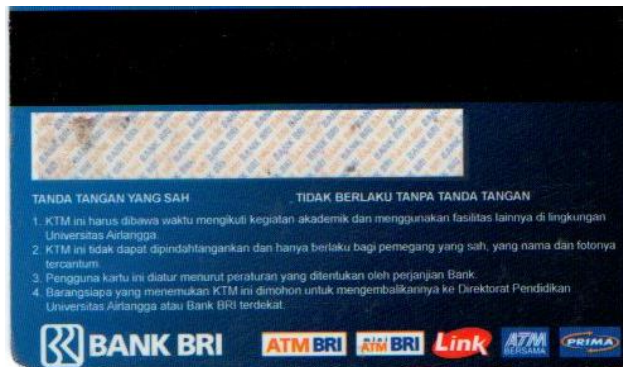 TANDA TANGAN YANG SAH TIDAK BERLAKU TANPA TANDA TANGAN
1. KTM ini harus dibawa waktu mengikuti kegiatan akademik dan menggunakan fasilitas lainnya di lingkungan
Universitas Airlangga.
2. KTM ini tidak dapat dipindahtangankan dan hanya berlaku bagi pemegang yang sah, yang nama dan fotonya
tercantum.
3. Pengguna kartu ini diatur menurut peraturan yang ditentukan oleh perjanjian Bank.
4. Barangsiapa yang menemukan KTM ini dimohon untuk mengembalikannya ke Direktorat Pendidikan
Universitas Airlangga atau Bank BRI terdekat.
BANK BRI ATM BRI mini ATM BRI Link ATM BERSAMA PRIMA